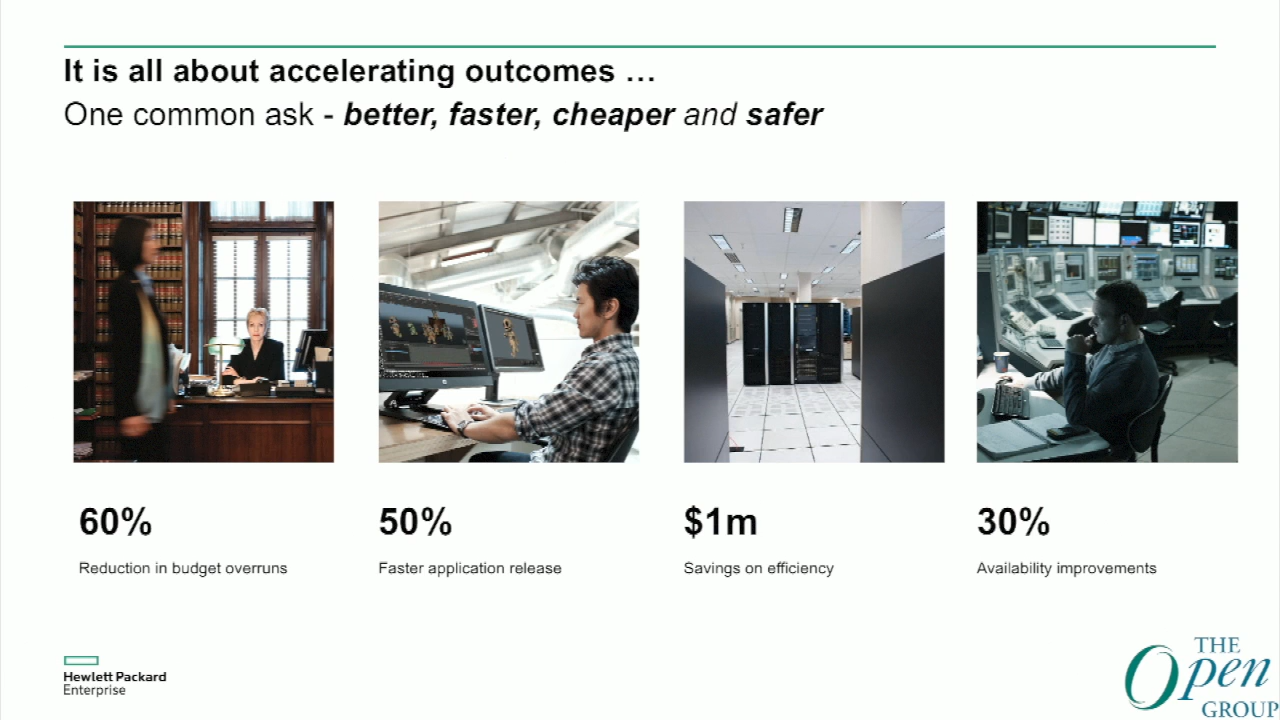 It is all about accelerating outcomes …
One common ask - better, faster, cheaper and safer
60%
Reduction in budget overruns
50%
Faster application release
$1m
Savings on efficiency
30%
Availability improvements
Hewlett Packard
Enterprise
THE
Open
GROUP